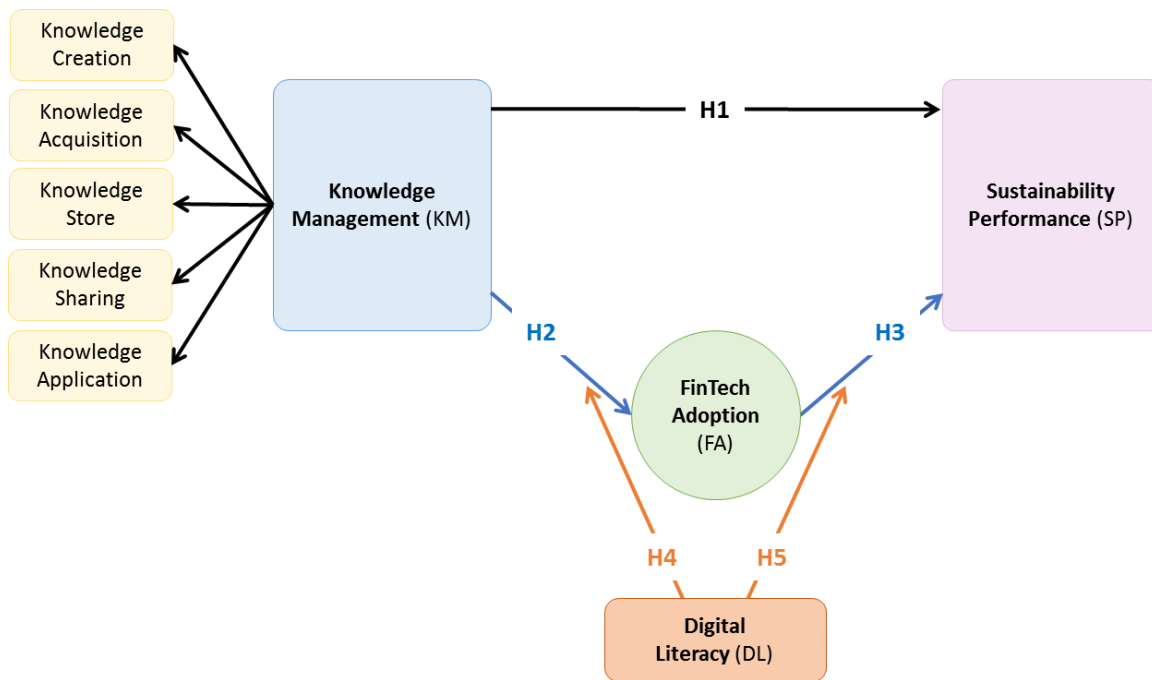 Knowledge
Creation
Knowledge
Acquisition
Knowledge
Store
Knowledge
Sharing
Knowledge
Application
Knowledge
Management (KM)
H1
Sustainability
Performance (SP)
H2
H3
FinTech
Adoption
(FA)
H4
H5
Digital
Literacy (DL)